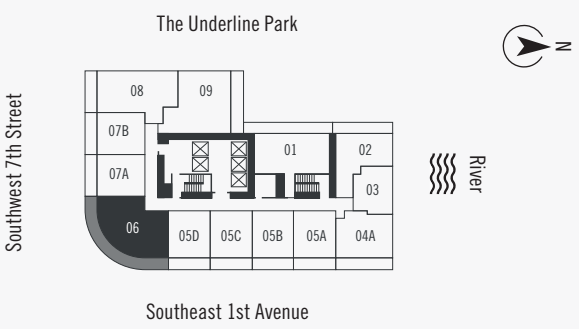 The Underline Park
N
08
09
07B
01
02
07A
03
06
05D
05C
05B
05A
04A
Southwest 7th Street
River
Southeast 1st Avenue